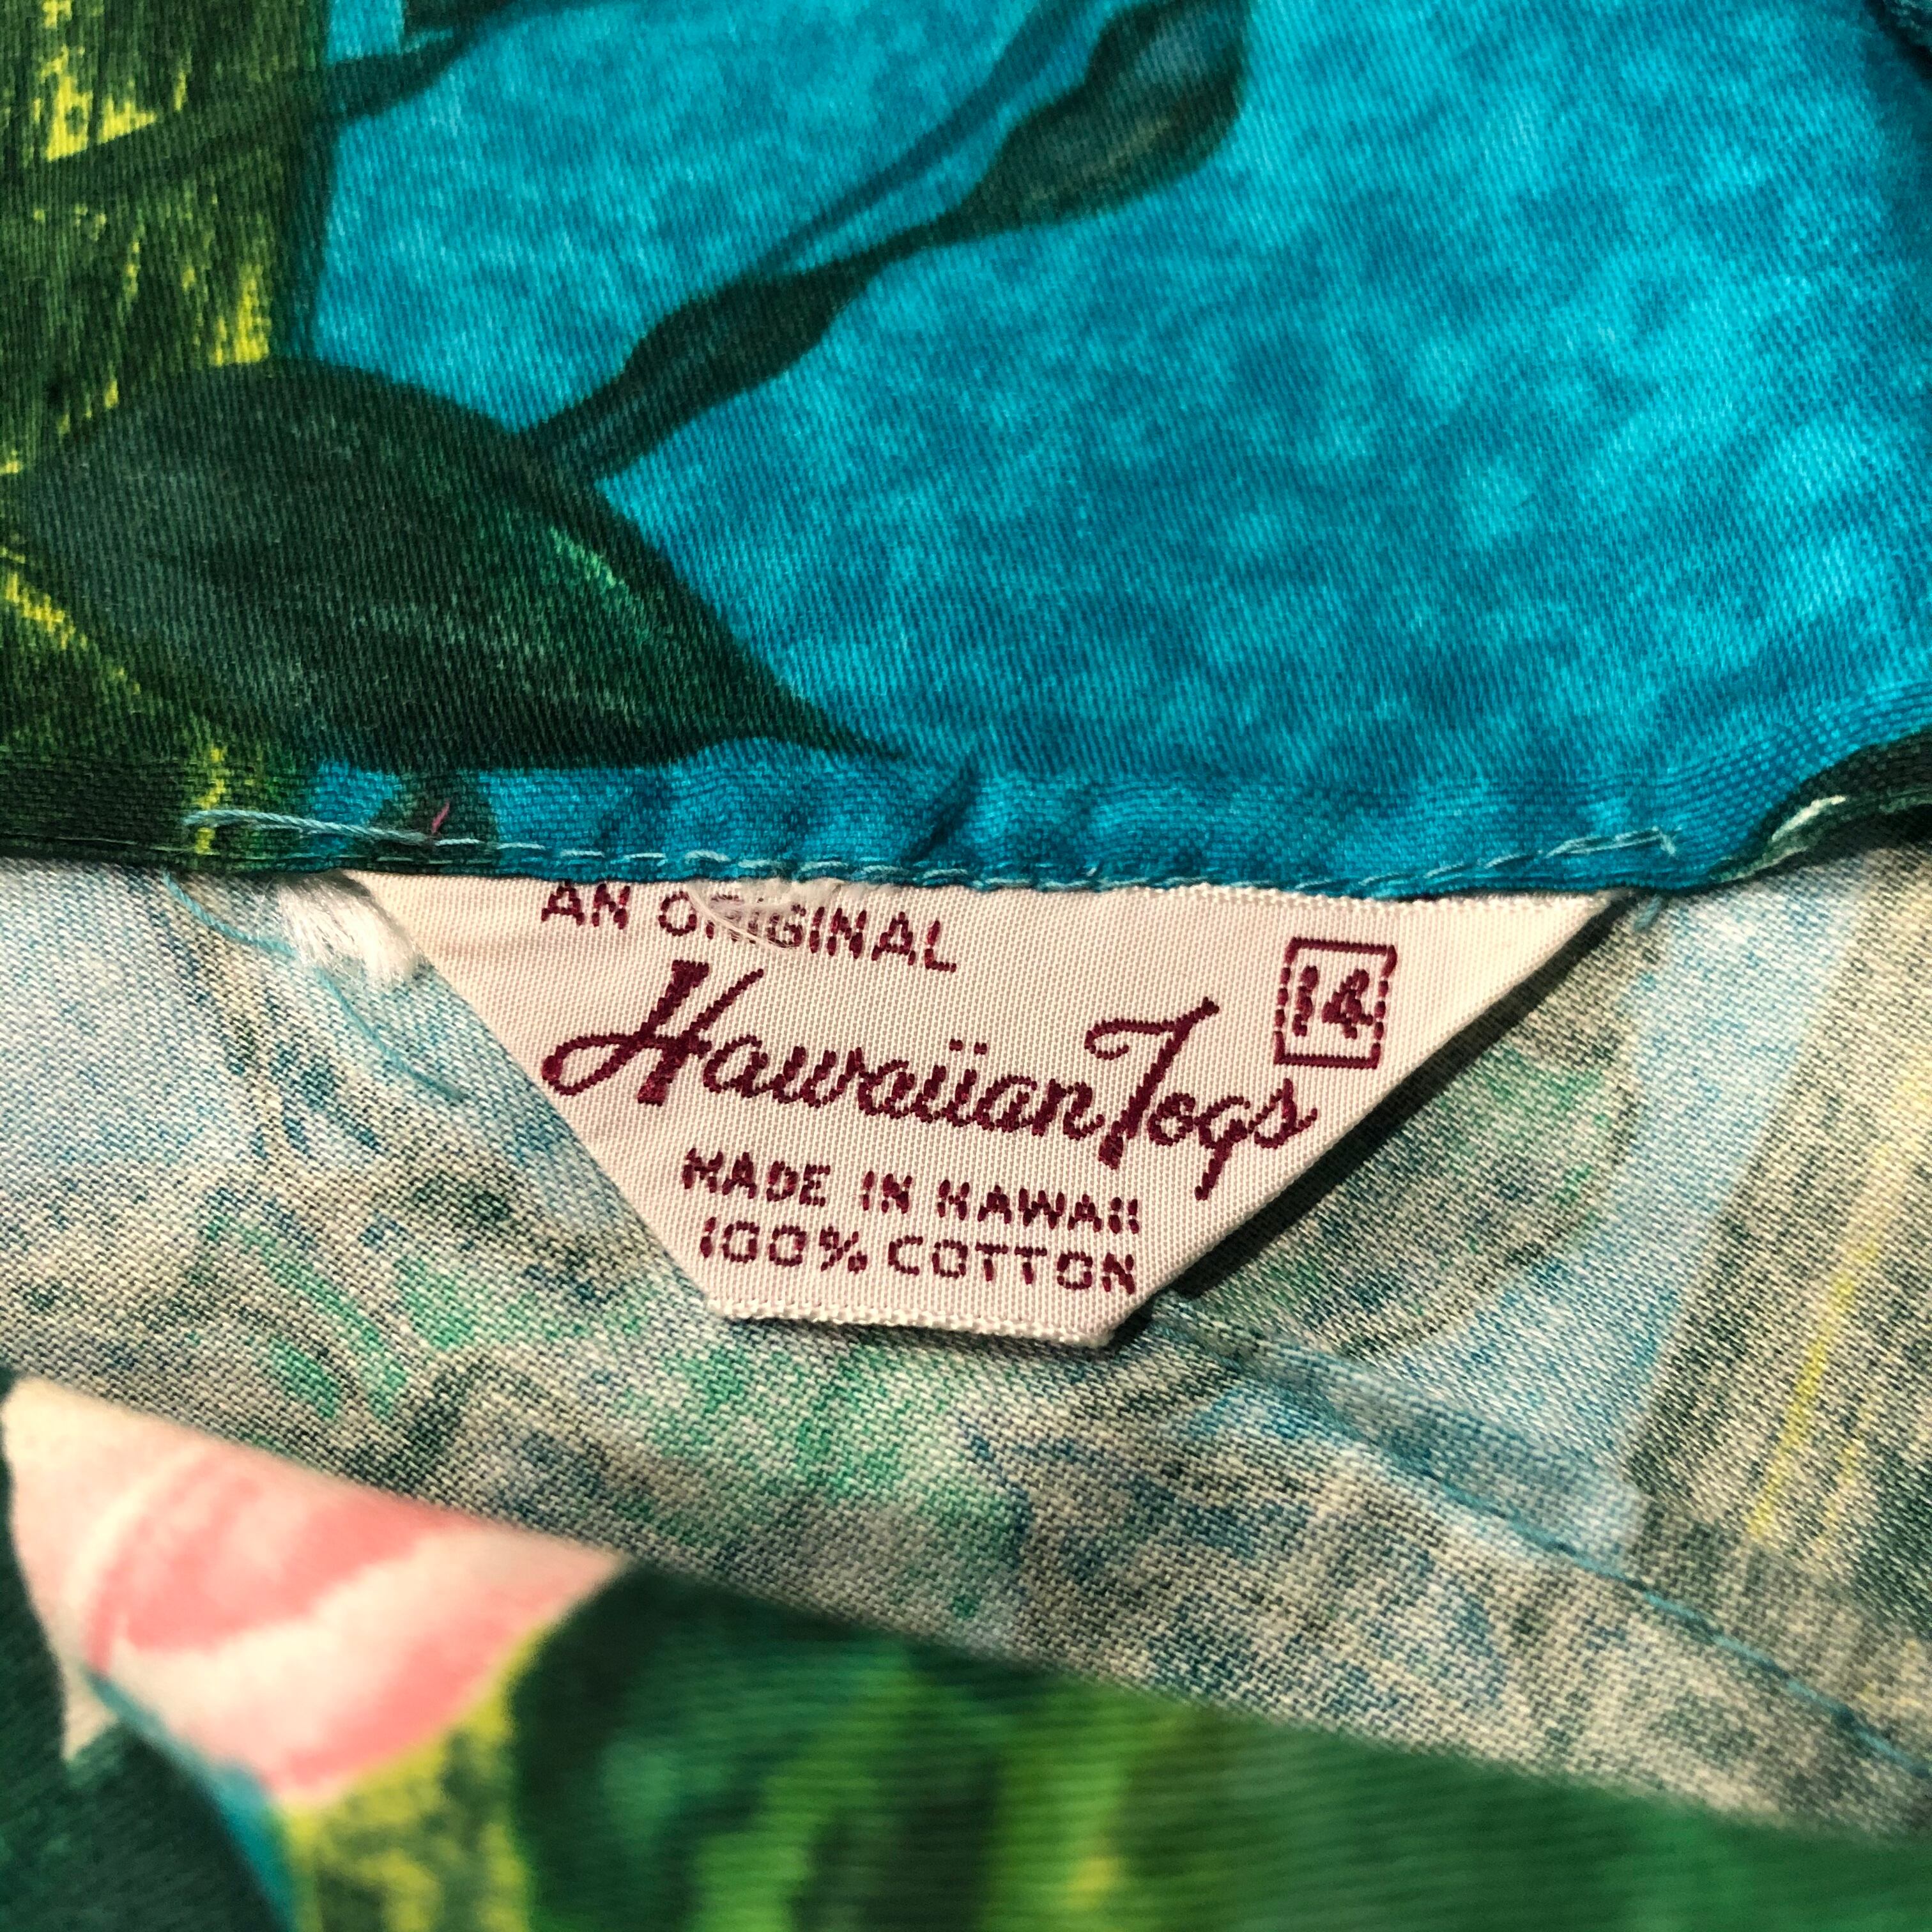 AN ORIGINAL
14
Hawaiian Togs
MADE IN HAWAII
100% COTTON